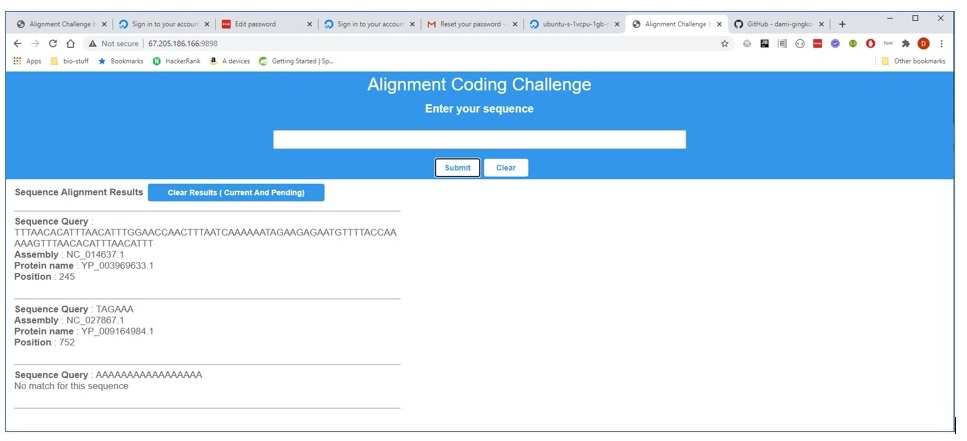 Alignment Challenge b
Sign in to your account
Edit password
Sign in to your account
Reset your password -
ubuntu-s-1vcpu-1gb-n
Alignment Challenge b
GitHub - dami-gingko
Not secure | 67.205.186.166:9898
Apps bio-stuff Bookmarks HackerRank A devices Getting Started | Sp... Other bookmarks
Alignment Coding Challenge
Enter your sequence
Submit Clear
Sequence Alignment Results Clear Results ( Current And Pending)
Sequence Query :
TTTAACACATTTAACATTTGGAACCAACTTTAATCAAAAAATAGAAGAGAATGTTTTACCAA
AAAGTTTAACACATTTAACATTT
Assembly : NC_014637.1
Protein name : YP_003969633.1
Position : 245
Sequence Query : TAGAAA
Assembly : NC_027867.1
Protein name : YP_009164984.1
Position : 752
Sequence Query : AAAAAAAAAAAAAAAAA
No match for this sequence